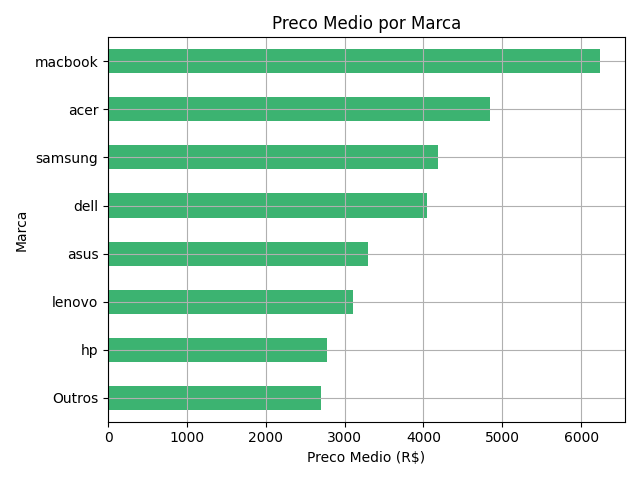 Preco Medio por Marca
macbook
acer
samsung
dell
asus
lenovo
hp
Outros
Marca
0 1000 2000 3000 4000 5000 6000
Preco Medio (R$)